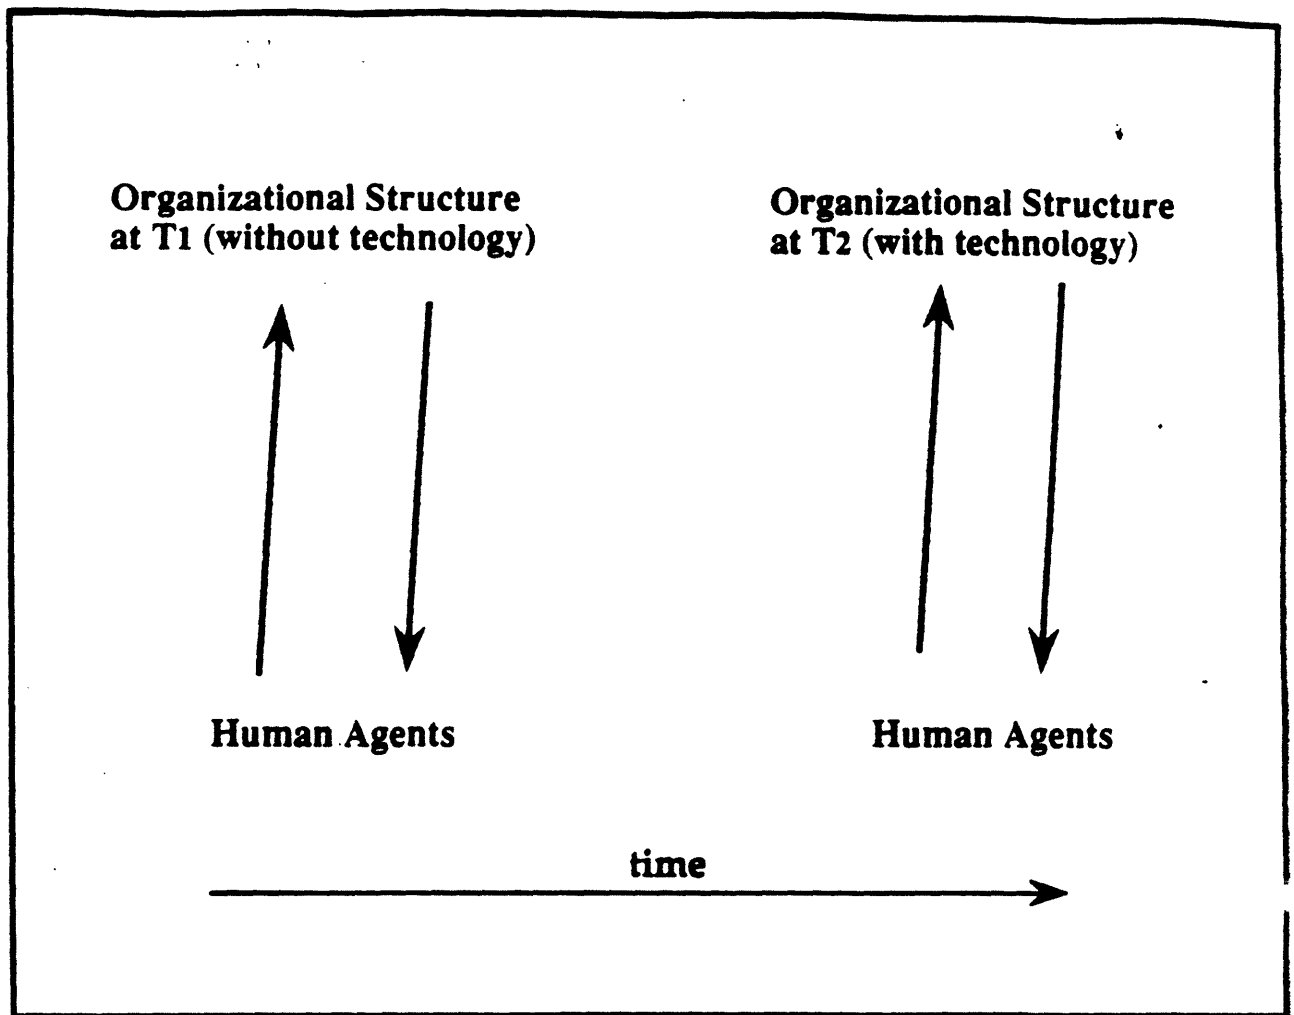 Organizational Structure
at T1 (without technology)
Organizational Structure
at T2 (with technology)
Human Agents
Human Agents
time